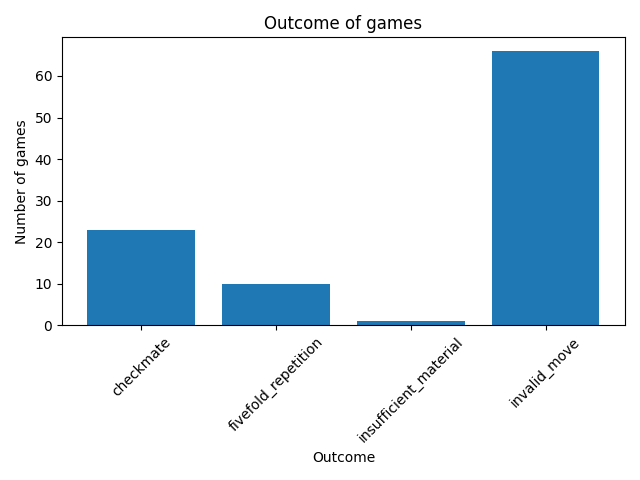 Outcome of games
Number of games
60
50
40
30
20
10
0
checkmate
fivefold_repetition
insufficient_material
invalid_move
Outcome